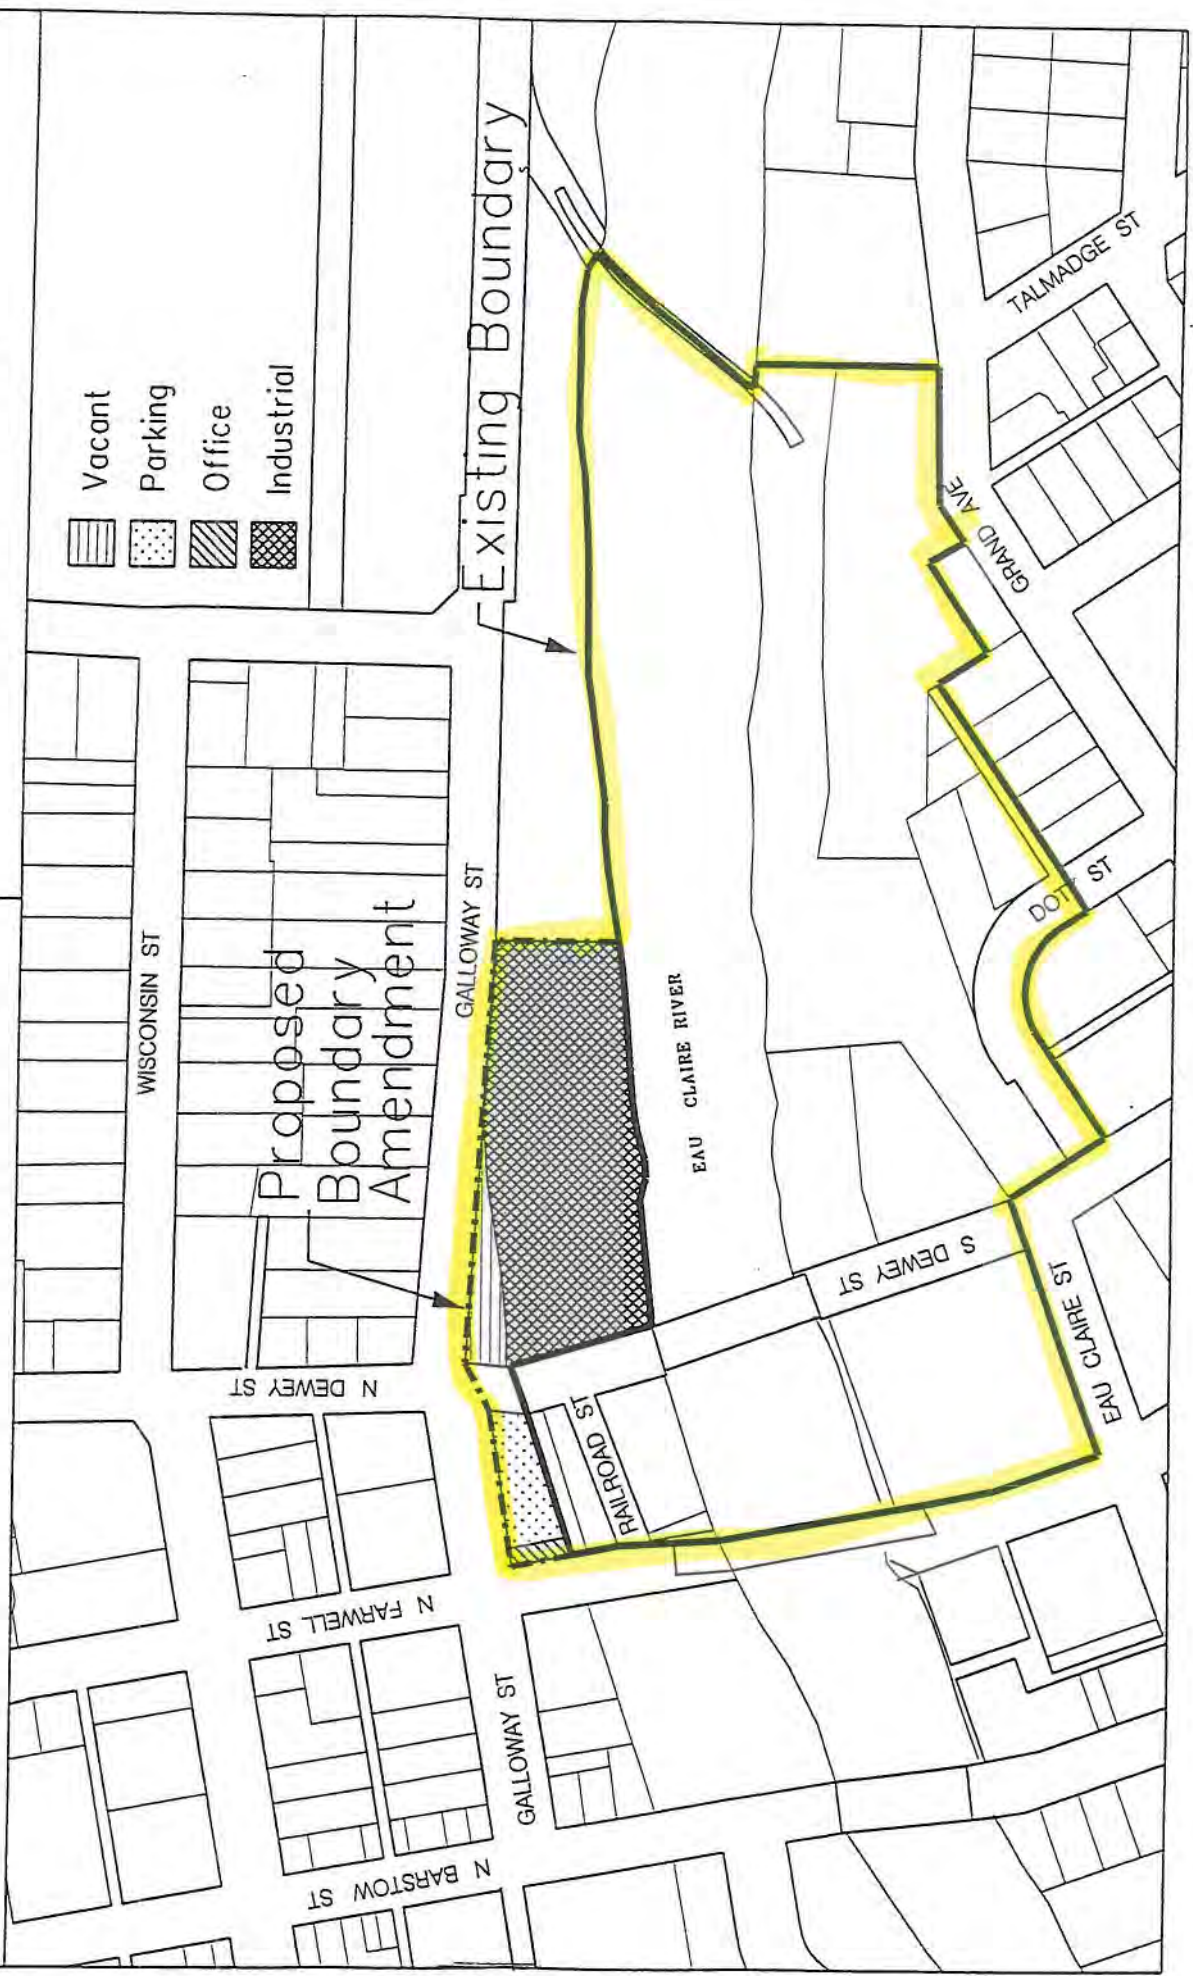 Vacant
Parking
Office
Industrial
Existing Boundary
Proposed
Boundary
Amendment
WISCONSIN ST
GALLOWAY ST
N DEWEY ST
EAU CLAIRE RIVER
TALMADGE ST
GRAND AVE
DOTY ST
S DEWEY ST
EAU CLAIRE ST
RAILROAD ST
N FARWELL ST
GALLOWAY ST
N BARSTOW ST